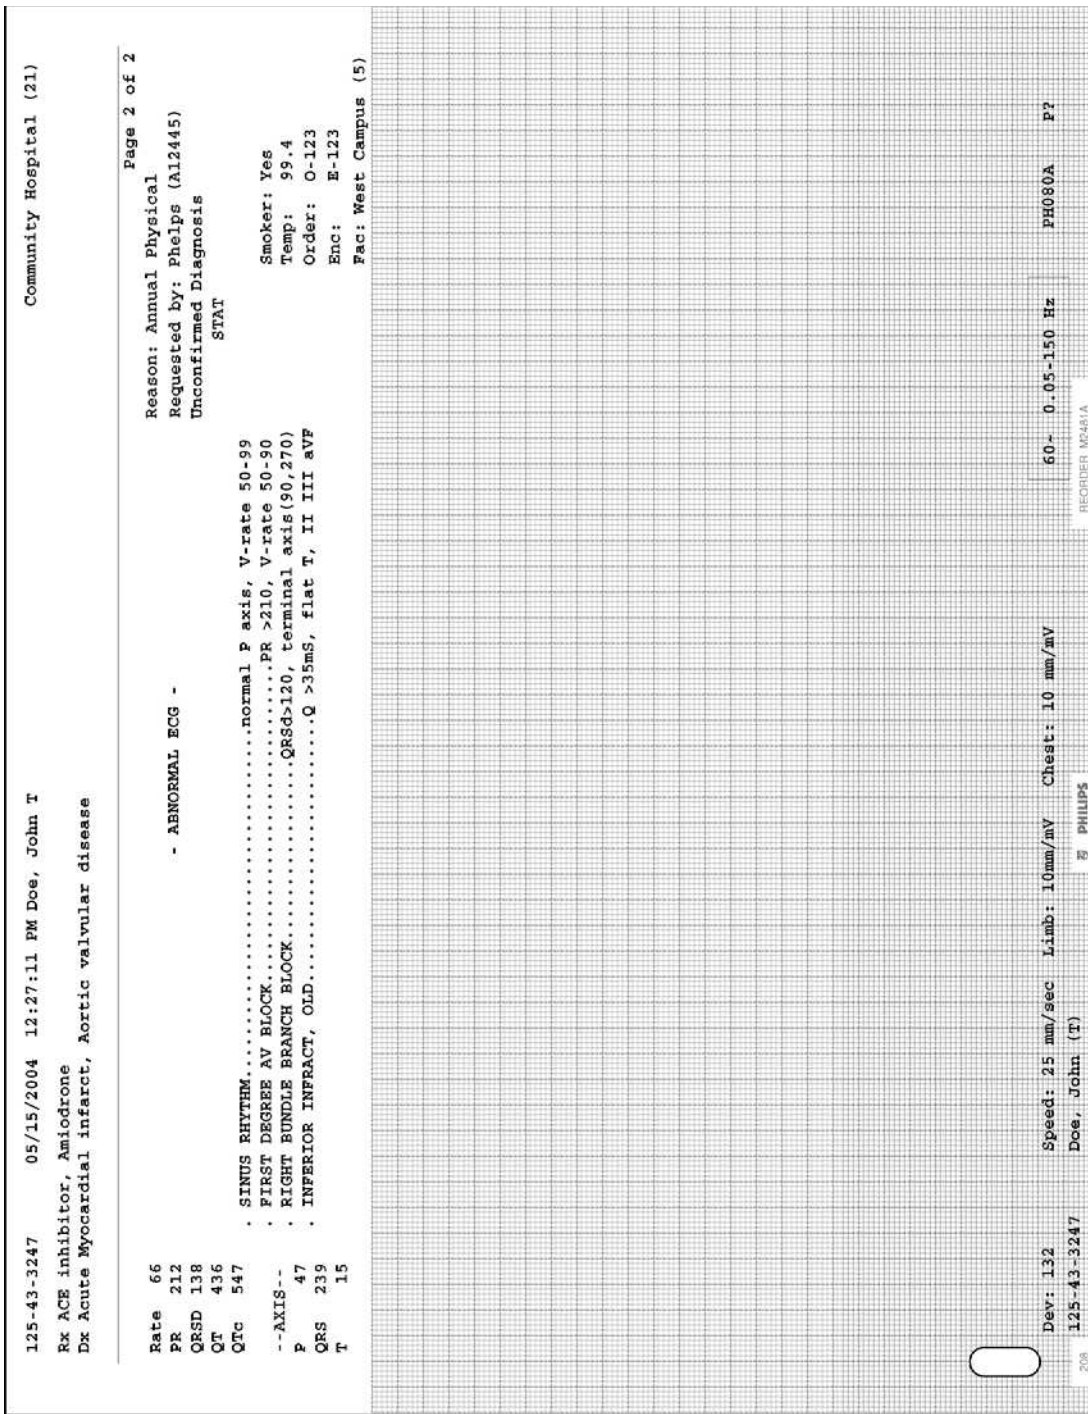 125-43-3247 05/15/2004 12:27:11 PM Doe, John T Community Hospital (21)
Rx ACE inhibitor, Amiodrone
Dx Acute Myocardial infarct, Aortic valvular disease
Page 2 of 2
Reason: Annual Physical
Requested by: Phelps (A12445)
Unconfirmed Diagnosis
STAT
- ABNORMAL ECG -
Rate 66
PR 212
QRSD 138
QT 436
QTc 547
--AXIS--
P 47
QRS 239
T 15
. SINUS RHYTHM...................................................normal P axis, V-rate 50-99
. FIRST DEGREE AV BLOCK.........................................PR >210, V-rate 50-90
. RIGHT BUNDLE BRANCH BLOCK....................QRSd>120, terminal axis(90,270)
. INFERIOR INFRACT, OLD..............................Q >35mS, flat T, II III aVF
Smoker: Yes
Temp: 99.4
Order: O-123
Enc: E-123
Fac: West Campus (5)
Dev: 132 Speed: 25 mm/sec Limb: 10mm/mV Chest: 10 mm/mV 60~ 0.05-150 Hz PH080A P?
125-43-3247 Doe, John (T)
208 PHILIPS REORDER M2481A